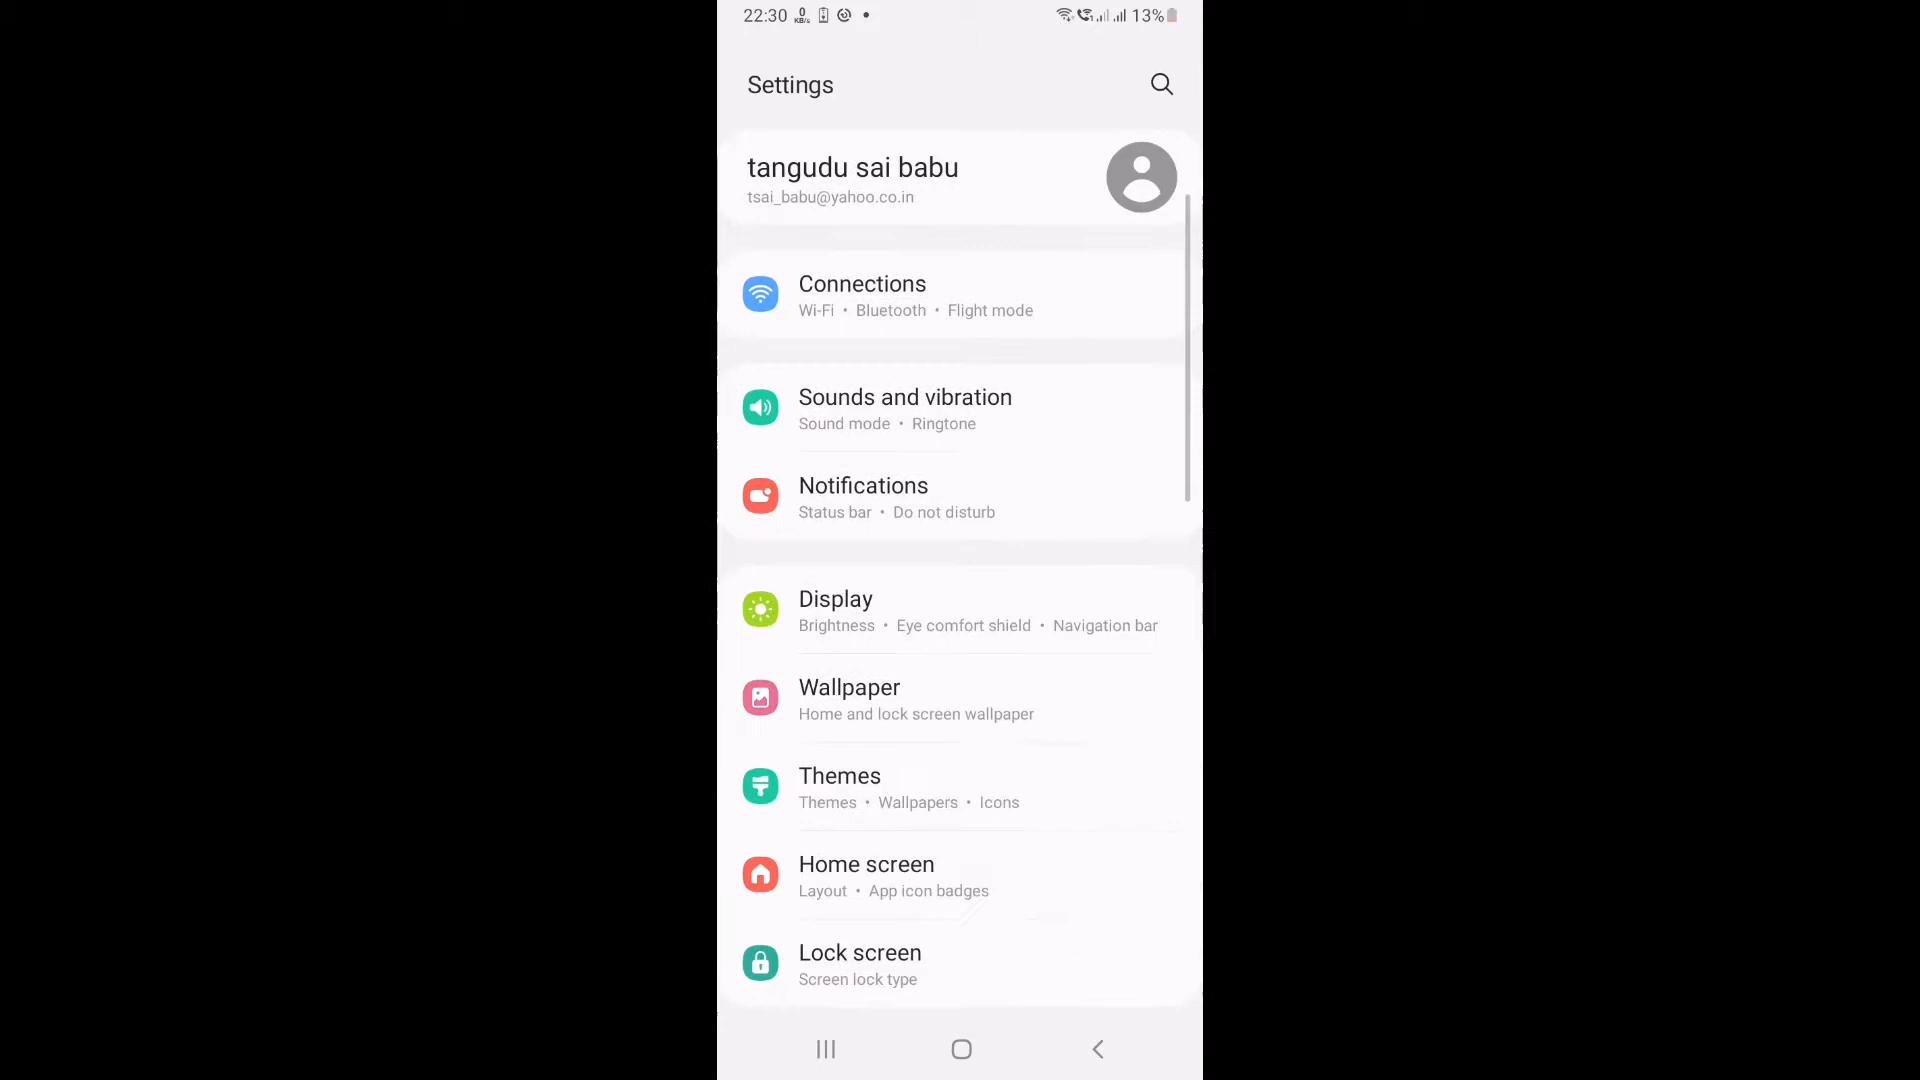 22:30 0 KB/s 13%
Settings
tangudu sai babu
tsai_babu@yahoo.co.in
Connections
Wi-Fi • Bluetooth • Flight mode
Sounds and vibration
Sound mode • Ringtone
Notifications
Status bar • Do not disturb
Display
Brightness • Eye comfort shield • Navigation bar
Wallpaper
Home and lock screen wallpaper
Themes
Themes • Wallpapers • Icons
Home screen
Layout • App icon badges
Lock screen
Screen lock type